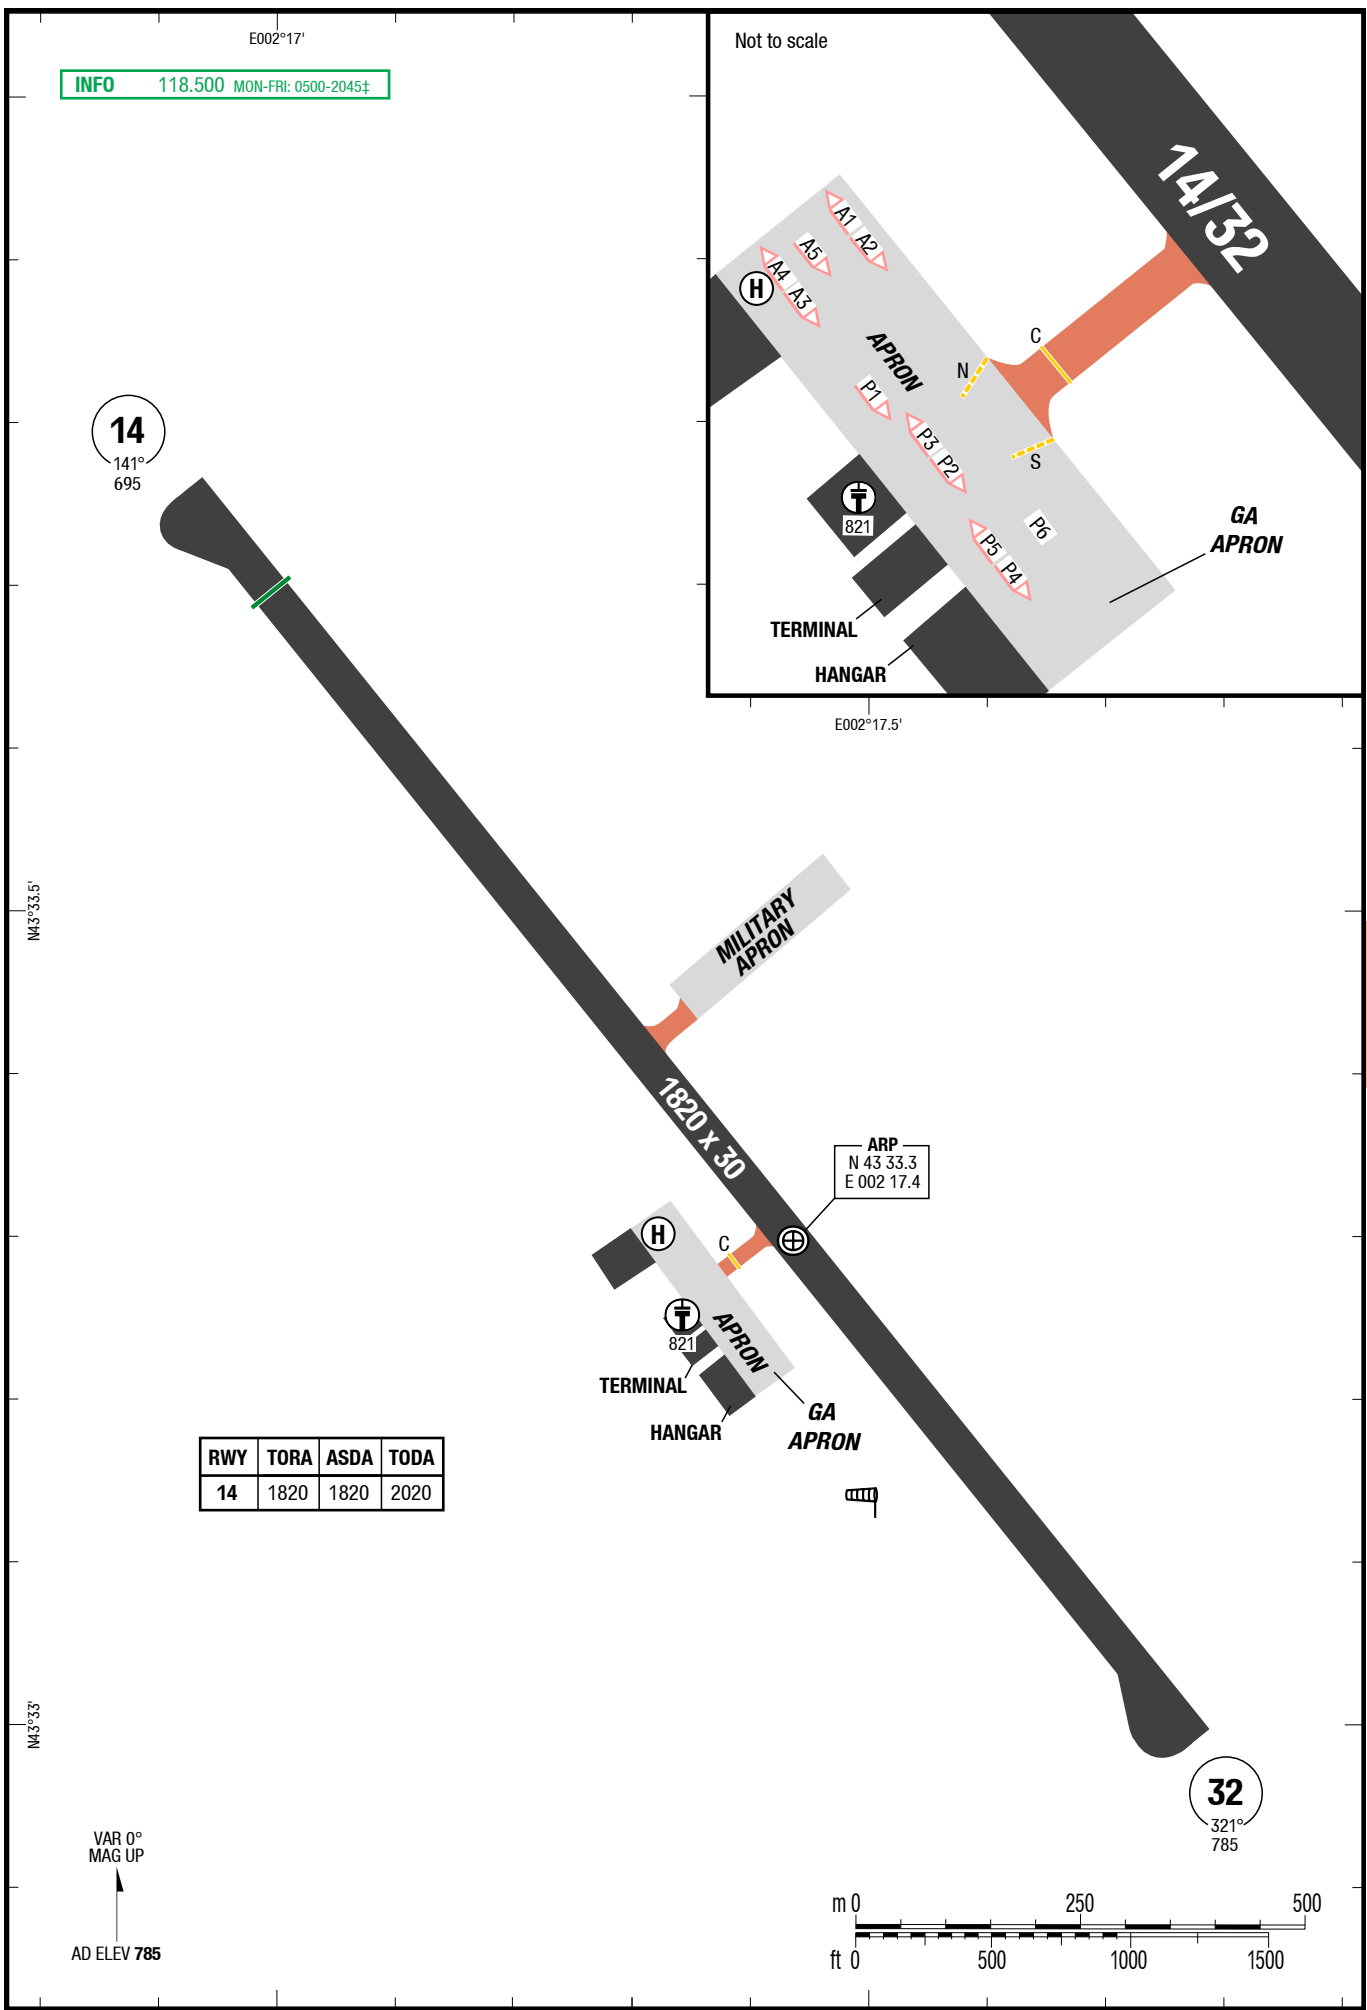 E002°17'
INFO 118.500 MON-FRI: 0500-2045‡
Not to scale
14/32
A1 A2
A5
A4 A3
H
APRON
C
N
P1
P3 P2
S
821
P6
P5 P4
GA
APRON
TERMINAL
HANGAR
E002°17.5'
14
141°
695
N43°33.5'
MILITARY
APRON
1820 x 30
ARP
N 43 33.3
E 002 17.4
H
C
821
APRON
TERMINAL
HANGAR
GA
APRON
RWY TORA ASDA TODA
14 1820 1820 2020
N43°33'
32
321°
785
VAR 0°
MAG UP
AD ELEV 785
m 0 250 500
ft 0 500 1000 1500